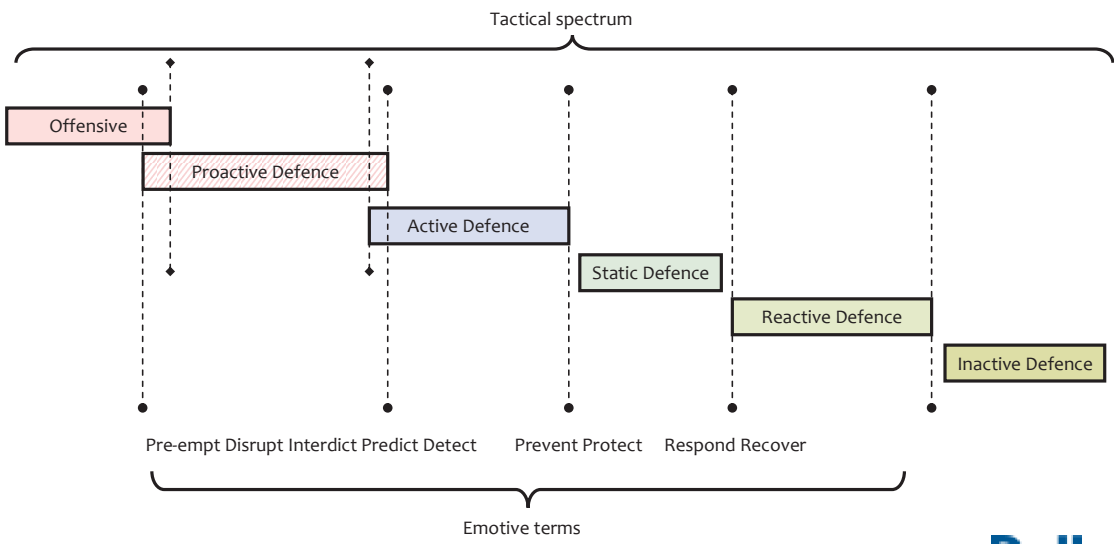 Tactical spectrum
Offensive
Proactive Defence
Active Defence
Static Defence
Reactive Defence
Inactive Defence
Pre-empt Disrupt Interdict Predict Detect Prevent Protect Respond Recover
Emotive terms